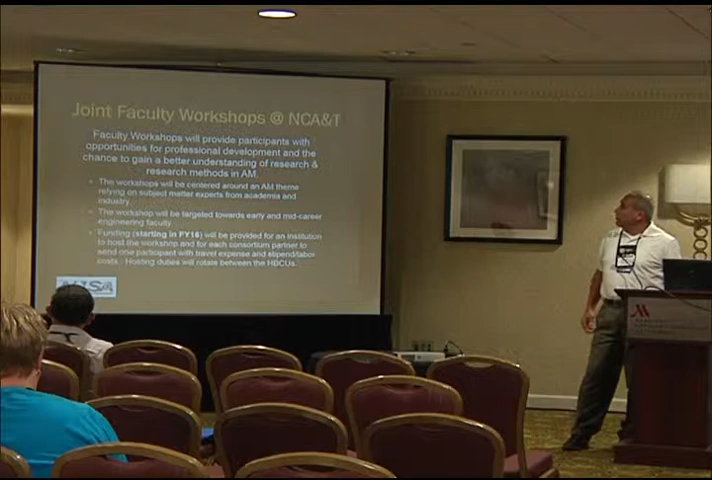 Joint Faculty Workshops @ NCA&T
Faculty Workshops will provide participants with
opportunities for professional development and the
chance to gain a better understanding of research &
research methods in AM.
• The workshops will be centered around an AM theme
relying on subject matter experts from academia and
industry.
• The workshop will be targeted towards early and mid-career
engineering faculty.
• Funding (starting in FY16) will be provided for an institution
to host the workshop and for each consortium partner to
send one participant with travel expense and stipend/labor
costs. Hosting duties will rotate between the HBCUs.